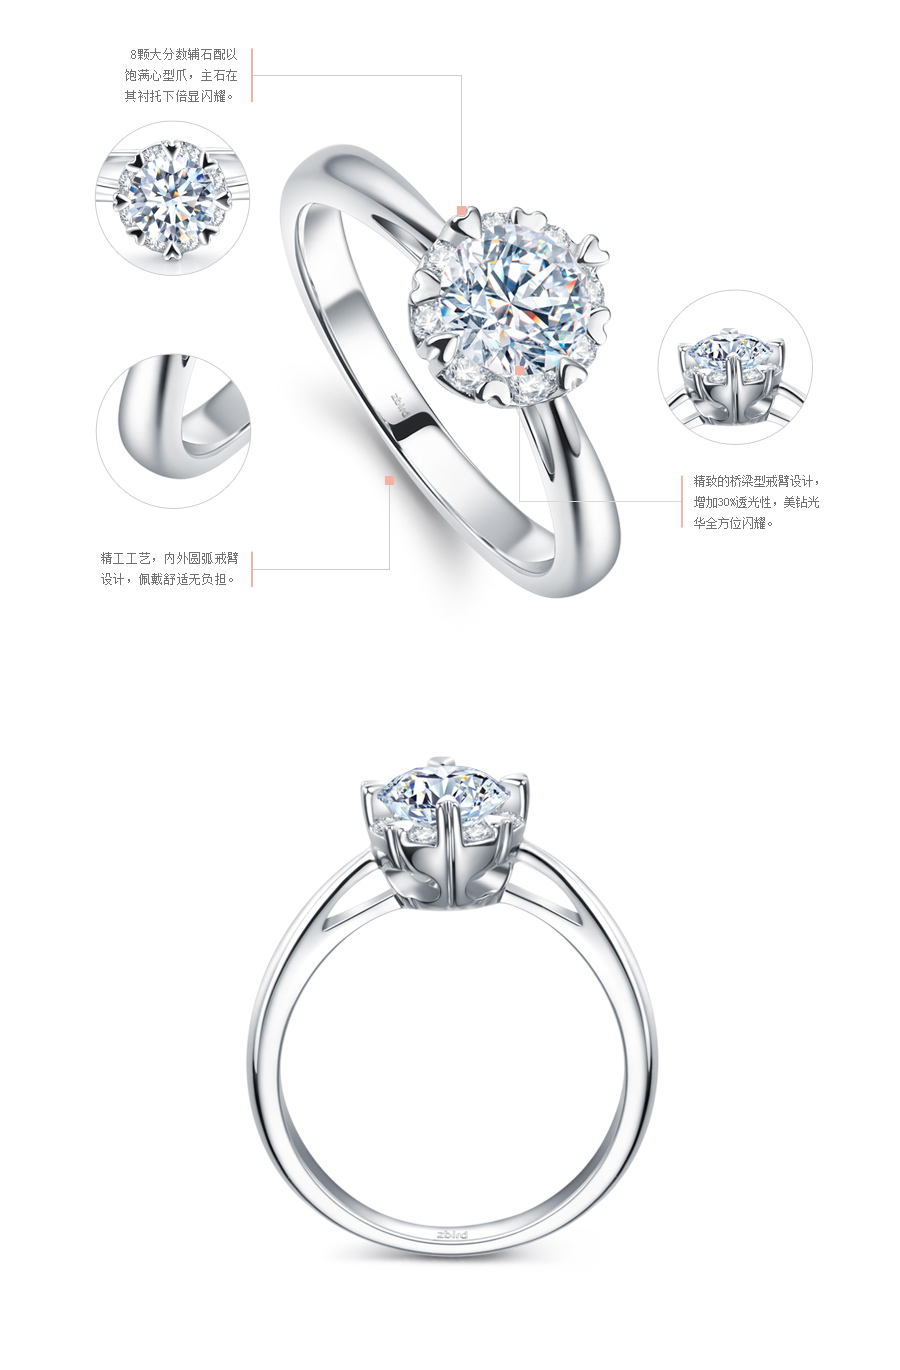 8颗大分数辅石配以
饱满心型爪，主石在
其衬托下倍显闪耀。
zbird
精致的桥梁型戒臂设计，
增加30%透光性，美钻光
华全方位闪耀。
精工工艺，内外圆弧戒臂
设计，佩戴舒适无负担。
zbird